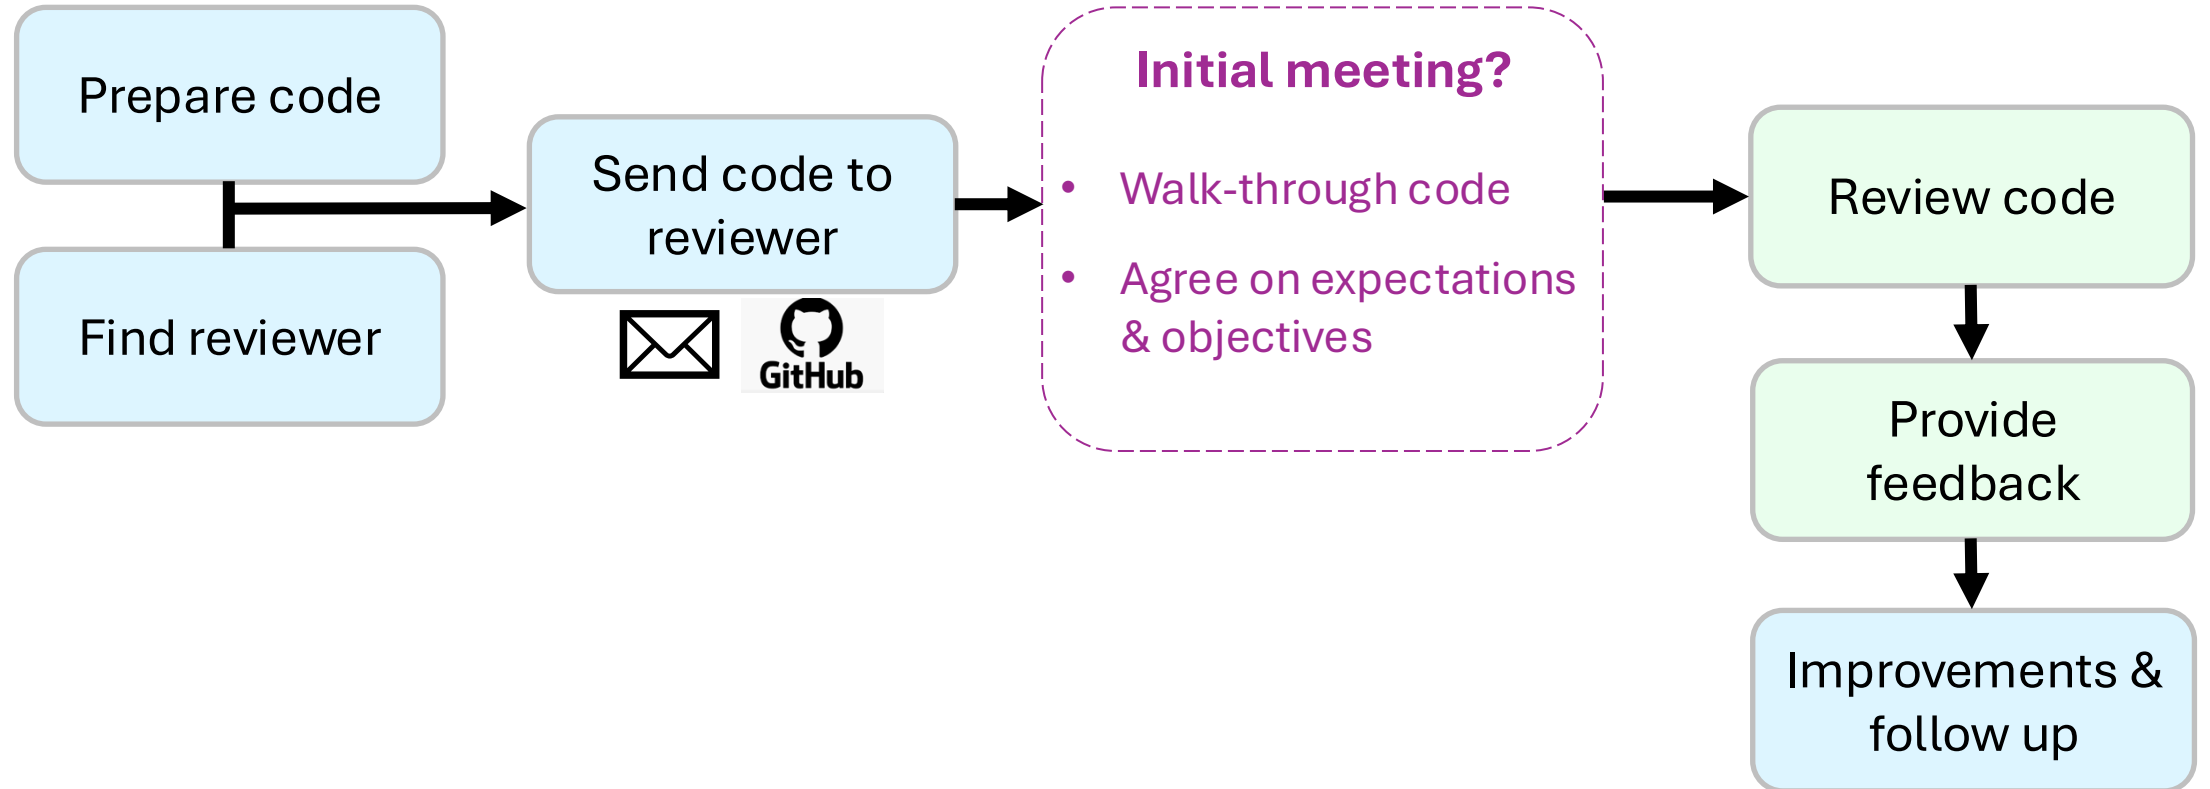 Prepare code
Find reviewer
Send code to
reviewer
GitHub
Initial meeting?
• Walk-through code
• Agree on expectations
& objectives
Review code
Provide
feedback
Improvements &
follow up